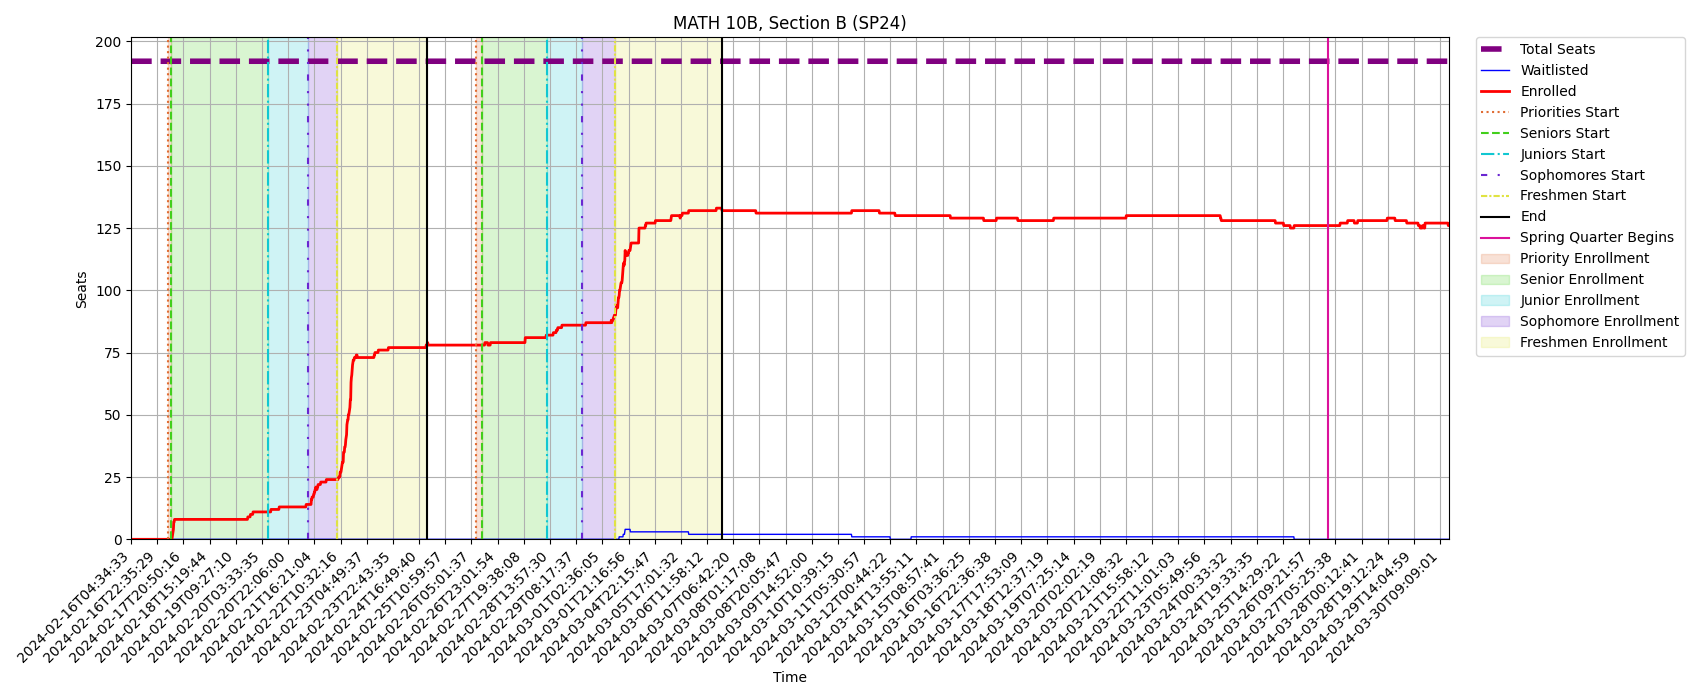 MATH 10B, Section B (SP24)
200
175
150
125
100
75
50
25
0
Seats
2024-02-16T04:34:33
2024-02-16T22:35:29
2024-02-17T20:50:16
2024-02-18T15:19:44
2024-02-19T09:27:10
2024-02-20T03:33:35
2024-02-20T22:06:00
2024-02-21T16:21:04
2024-02-22T10:32:16
2024-02-23T04:49:37
2024-02-23T22:43:35
2024-02-24T16:49:40
2024-02-25T10:59:57
2024-02-26T05:01:37
2024-02-26T23:01:54
2024-02-27T19:38:08
2024-02-28T13:57:30
2024-02-29T08:17:37
2024-03-01T02:36:05
2024-03-01T21:16:56
2024-03-04T22:15:47
2024-03-05T17:01:32
2024-03-06T11:58:12
2024-03-07T06:42:20
2024-03-08T01:17:08
2024-03-08T20:05:47
2024-03-09T14:52:00
2024-03-10T10:39:15
2024-03-11T05:30:57
2024-03-12T00:44:22
2024-03-14T13:55:11
2024-03-15T08:57:41
2024-03-16T03:36:25
2024-03-16T22:36:38
2024-03-17T17:53:09
2024-03-18T12:37:19
2024-03-19T07:25:14
2024-03-20T02:02:19
2024-03-20T21:08:32
2024-03-21T15:58:12
2024-03-22T11:01:03
2024-03-23T05:49:56
2024-03-24T00:33:32
2024-03-24T19:33:35
2024-03-25T14:29:22
2024-03-26T09:21:57
2024-03-27T05:25:38
2024-03-28T00:12:41
2024-03-28T19:12:24
2024-03-29T14:04:59
2024-03-30T09:09:01
Time
Total Seats
Waitlisted
Enrolled
Priorities Start
Seniors Start
Juniors Start
Sophomores Start
Freshmen Start
End
Spring Quarter Begins
Priority Enrollment
Senior Enrollment
Junior Enrollment
Sophomore Enrollment
Freshmen Enrollment